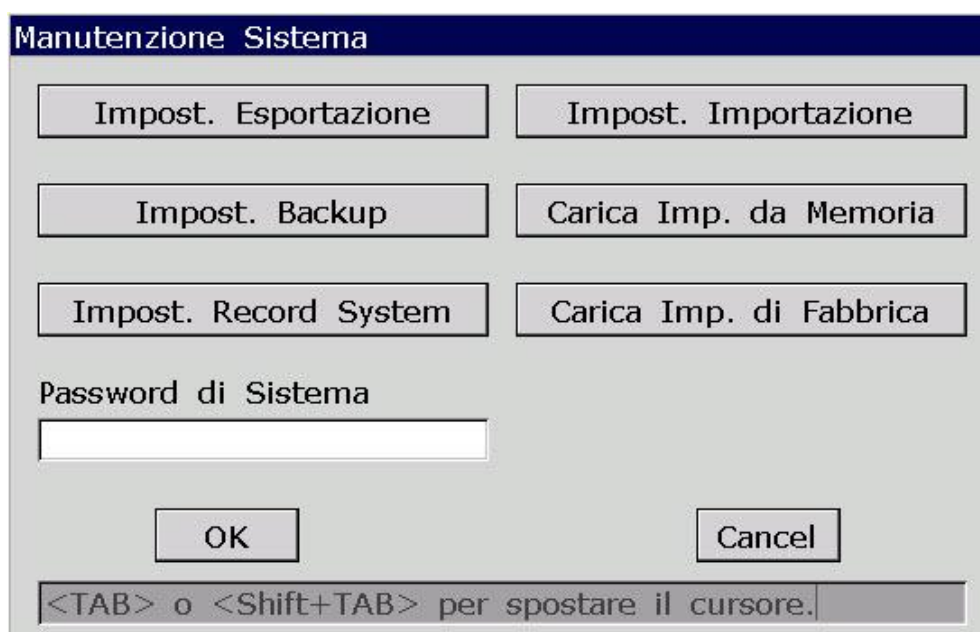 Manutenzione Sistema
Impost. Esportazione
Impost. Importazione
Impost. Backup
Carica Imp. da Memoria
Impost. Record System
Carica Imp. di Fabbrica
Password di Sistema
OK
Cancel
<TAB> o <Shift+TAB> per spostare il cursore.